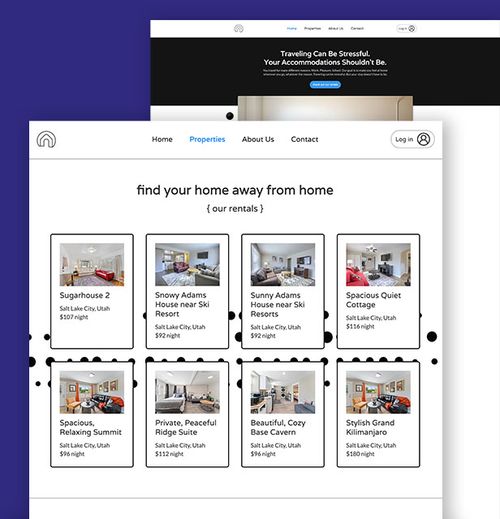 Home Properties About Us Contact Log in
Traveling Can Be Stressful.
Your Accommodations Shouldn't Be.
Home Properties About Us Contact Log in
find your home away from home
{ our rentals }
Sugarhouse 2
Salt Lake City, Utah
$107 night
Snowy Adams
House near Ski
Resort
Salt Lake City, Utah
$92 night
Sunny Adams
House near Ski
Resorts
Salt Lake City, Utah
$92 night
Spacious Quiet
Cottage
Salt Lake City, Utah
$116 night
Spacious,
Relaxing Summit
Salt Lake City, Utah
$96 night
Private, Peaceful
Ridge Suite
Salt Lake City, Utah
$112 night
Beautiful, Cozy
Base Cavern
Salt Lake City, Utah
$96 night
Stylish Grand
Kilimanjaro
Salt Lake City, Utah
$180 night